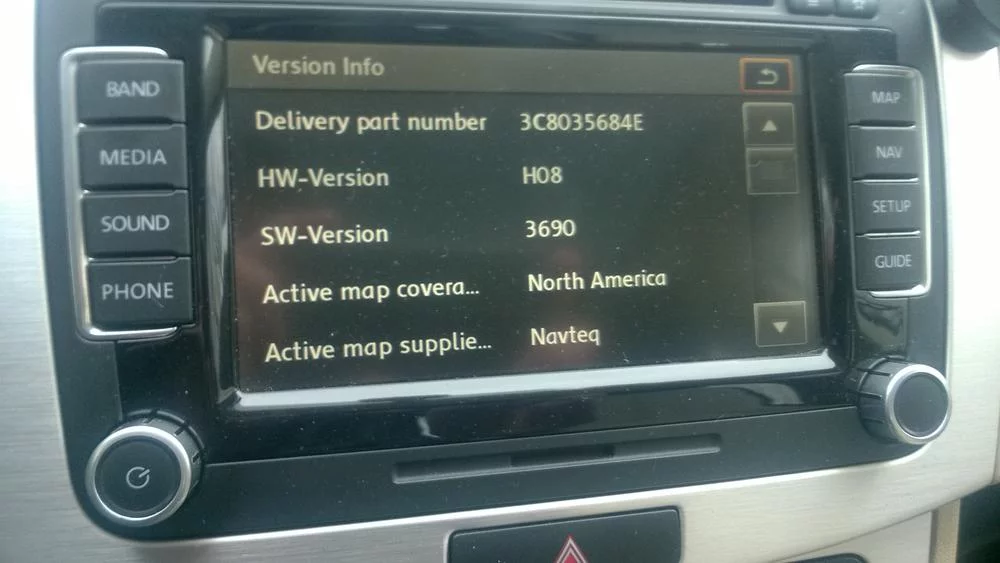 Version Info
Delivery part number 3C8035684E
HW-Version H08
SW-Version 3690
Active map covera... North America
Active map supplie... Navteq
BAND
MEDIA
SOUND
PHONE
MAP
NAV
SETUP
GUIDE